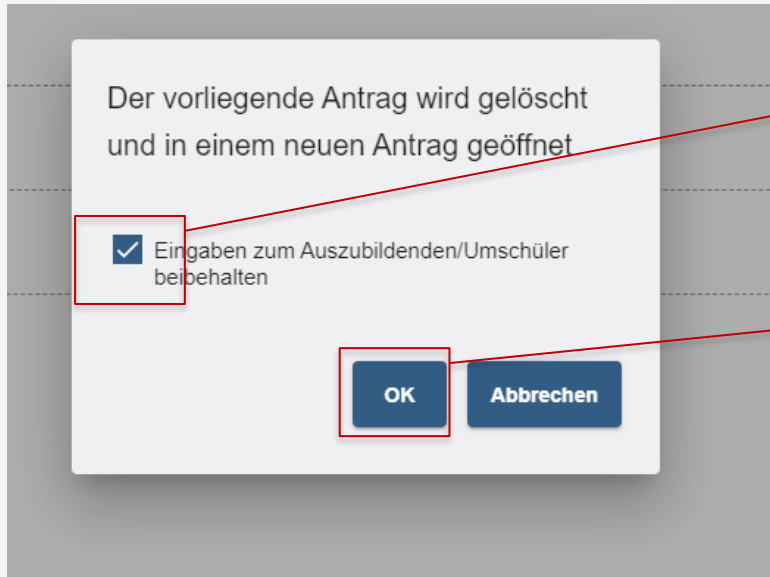 Der vorliegende Antrag wird gelöscht
und in einem neuen Antrag geöffnet
Eingaben zum Auszubildenden/Umschüler
beibehalten
OK
Abbrechen